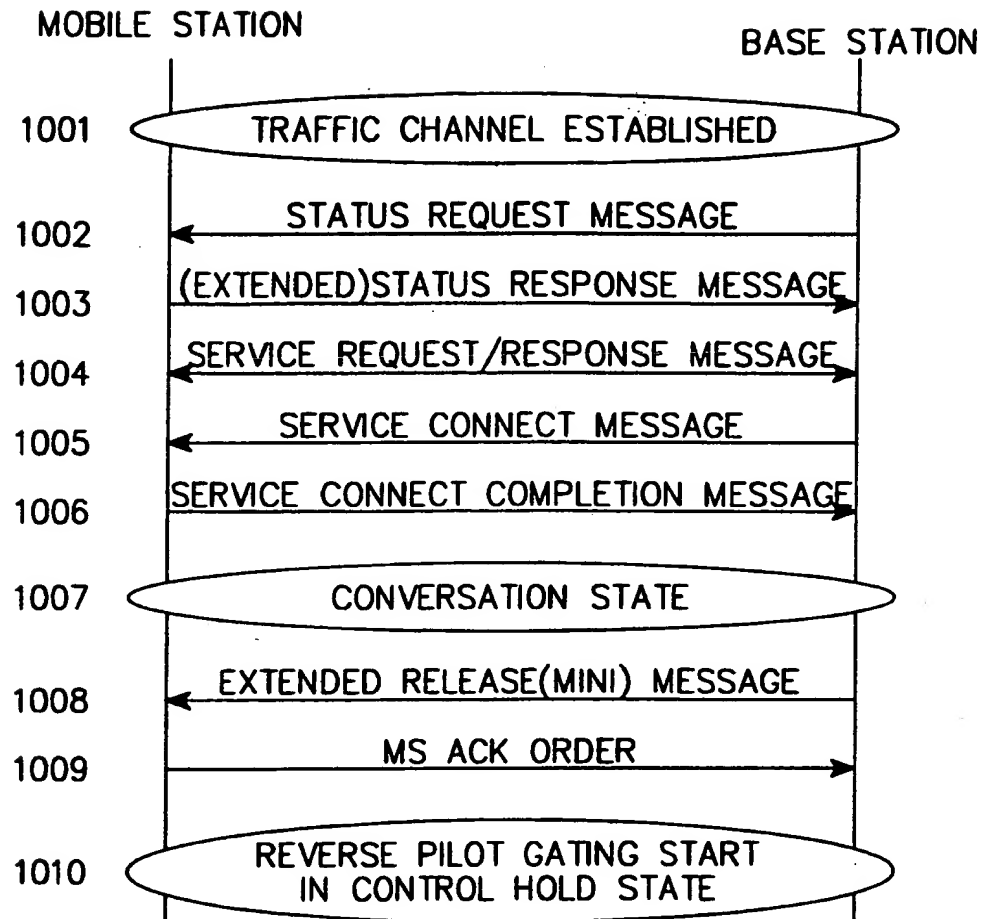 MOBILE STATION
BASE STATION
1001 TRAFFIC CHANNEL ESTABLISHED
1002 STATUS REQUEST MESSAGE
1003 (EXTENDED)STATUS RESPONSE MESSAGE
1004 SERVICE REQUEST/RESPONSE MESSAGE
1005 SERVICE CONNECT MESSAGE
1006 SERVICE CONNECT COMPLETION MESSAGE
1007 CONVERSATION STATE
1008 EXTENDED RELEASE(MINI) MESSAGE
1009 MS ACK ORDER
1010 REVERSE PILOT GATING START
IN CONTROL HOLD STATE